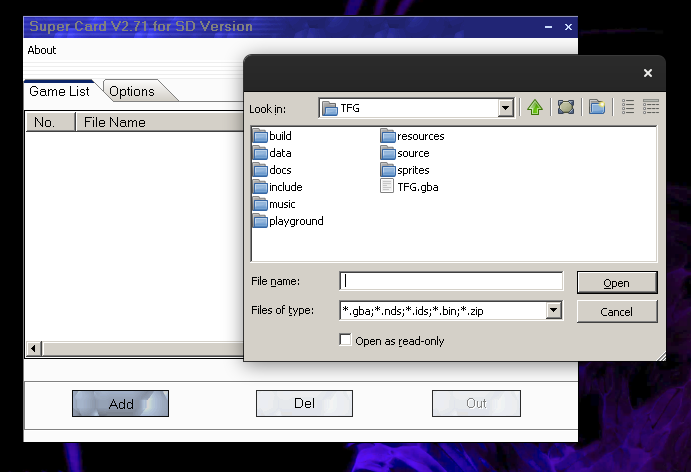 Super Card V2.71 for SD Version
About
Game List Options
No. File Name
Look in: TFG
build
data
docs
include
music
playground
resources
source
sprites
TFG.gba
File name:
Open
Files of type: *.gba;*.nds;*.ids;*.bin;*.zip
Cancel
Open as read-only
Add Del Out